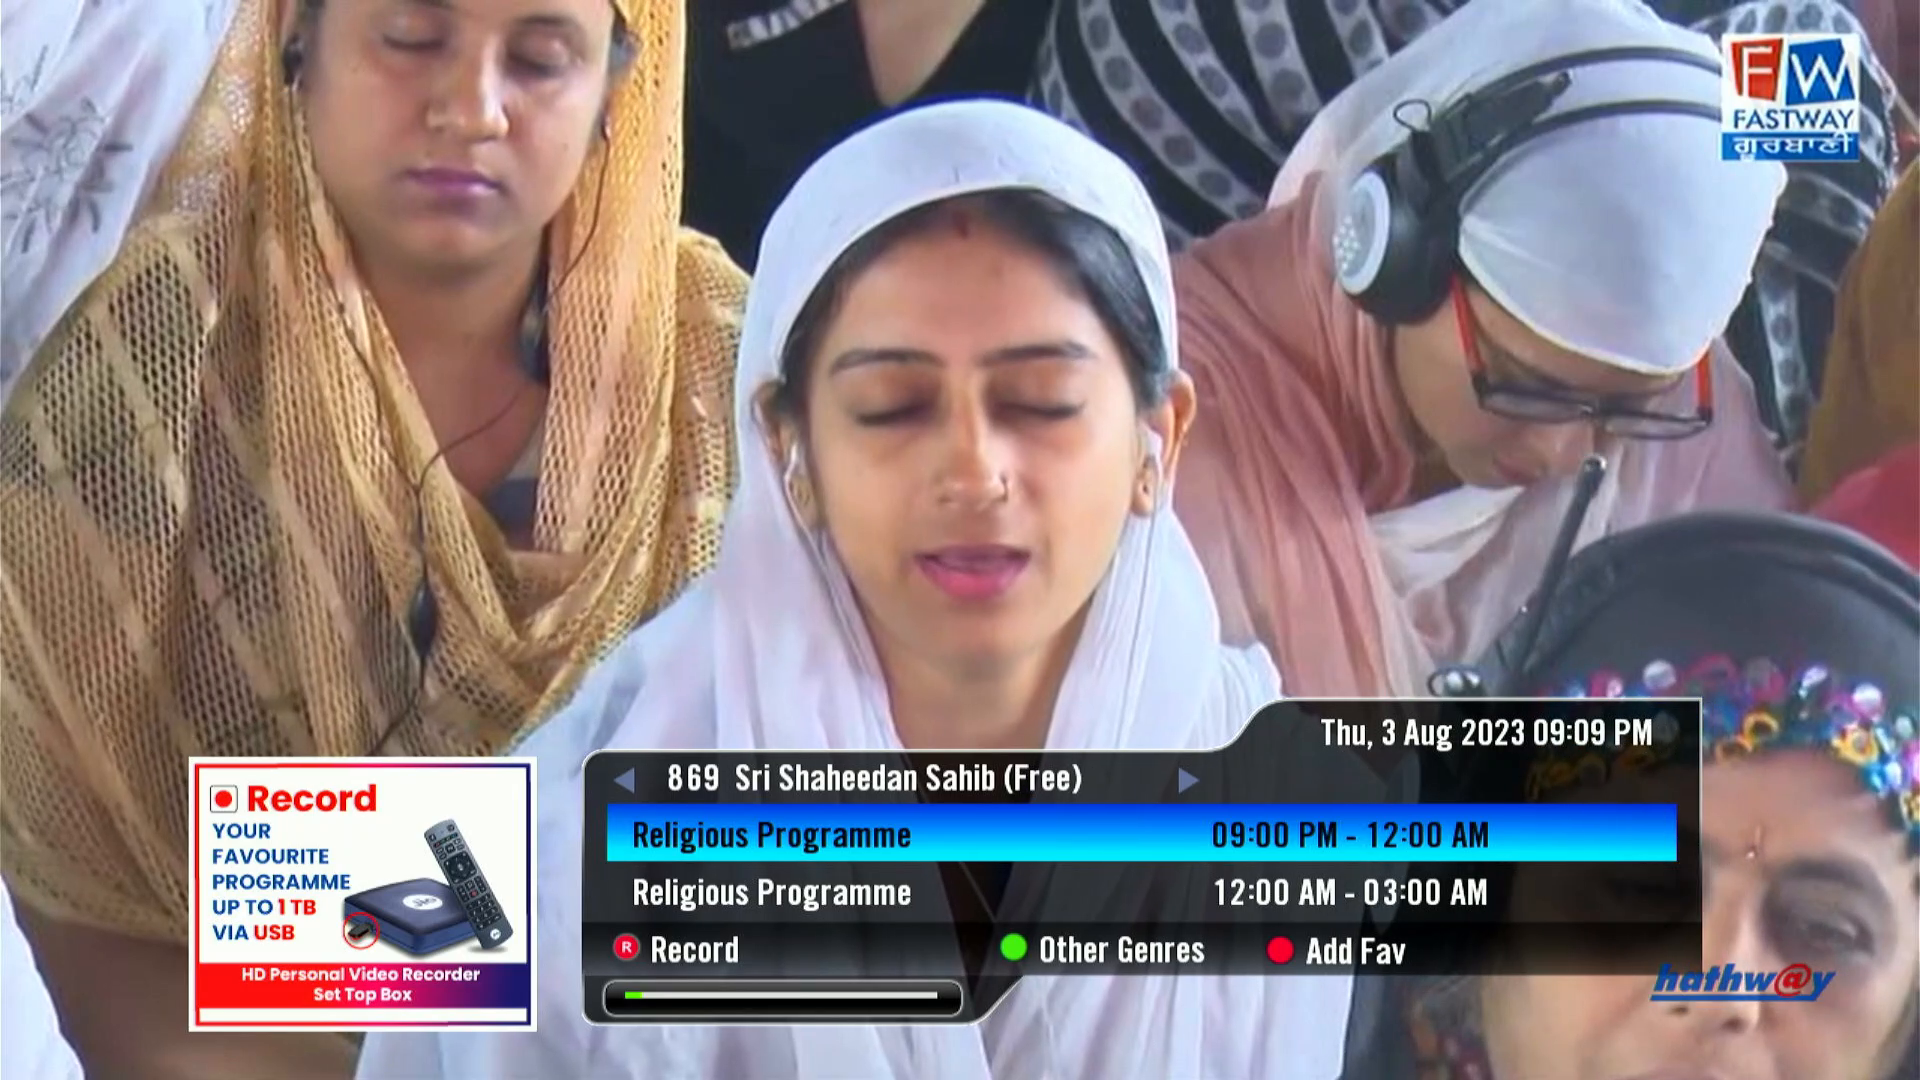 FW
FASTWAY
ਗੁਰਬਾਣੀ
Thu, 3 Aug 2023 09:09 PM
869 Sri Shaheedan Sahib (Free)
Religious Programme 09:00 PM - 12:00 AM
Religious Programme 12:00 AM - 03:00 AM
R Record Other Genres Add Fav
hathw@y
Record
YOUR
FAVOURITE
PROGRAMME
UP TO 1 TB
VIA USB
Jio
HD Personal Video Recorder
Set Top Box